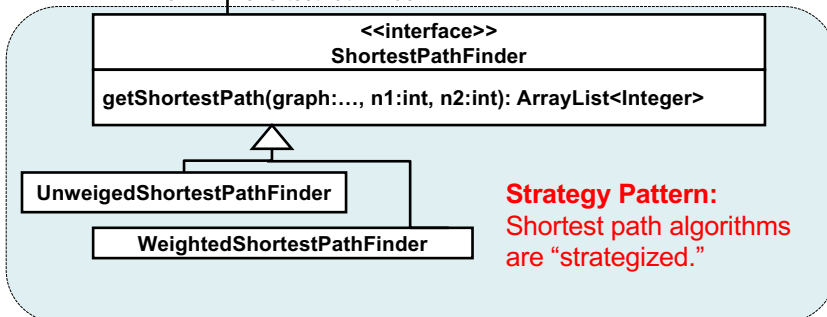 <<interface>>
ShortestPathFinder
getShortestPath(graph:…, n1:int, n2:int): ArrayList<Integer>
UnweigedShortestPathFinder
WeightedShortestPathFinder
Strategy Pattern:
Shortest path algorithms
are “strategized.”